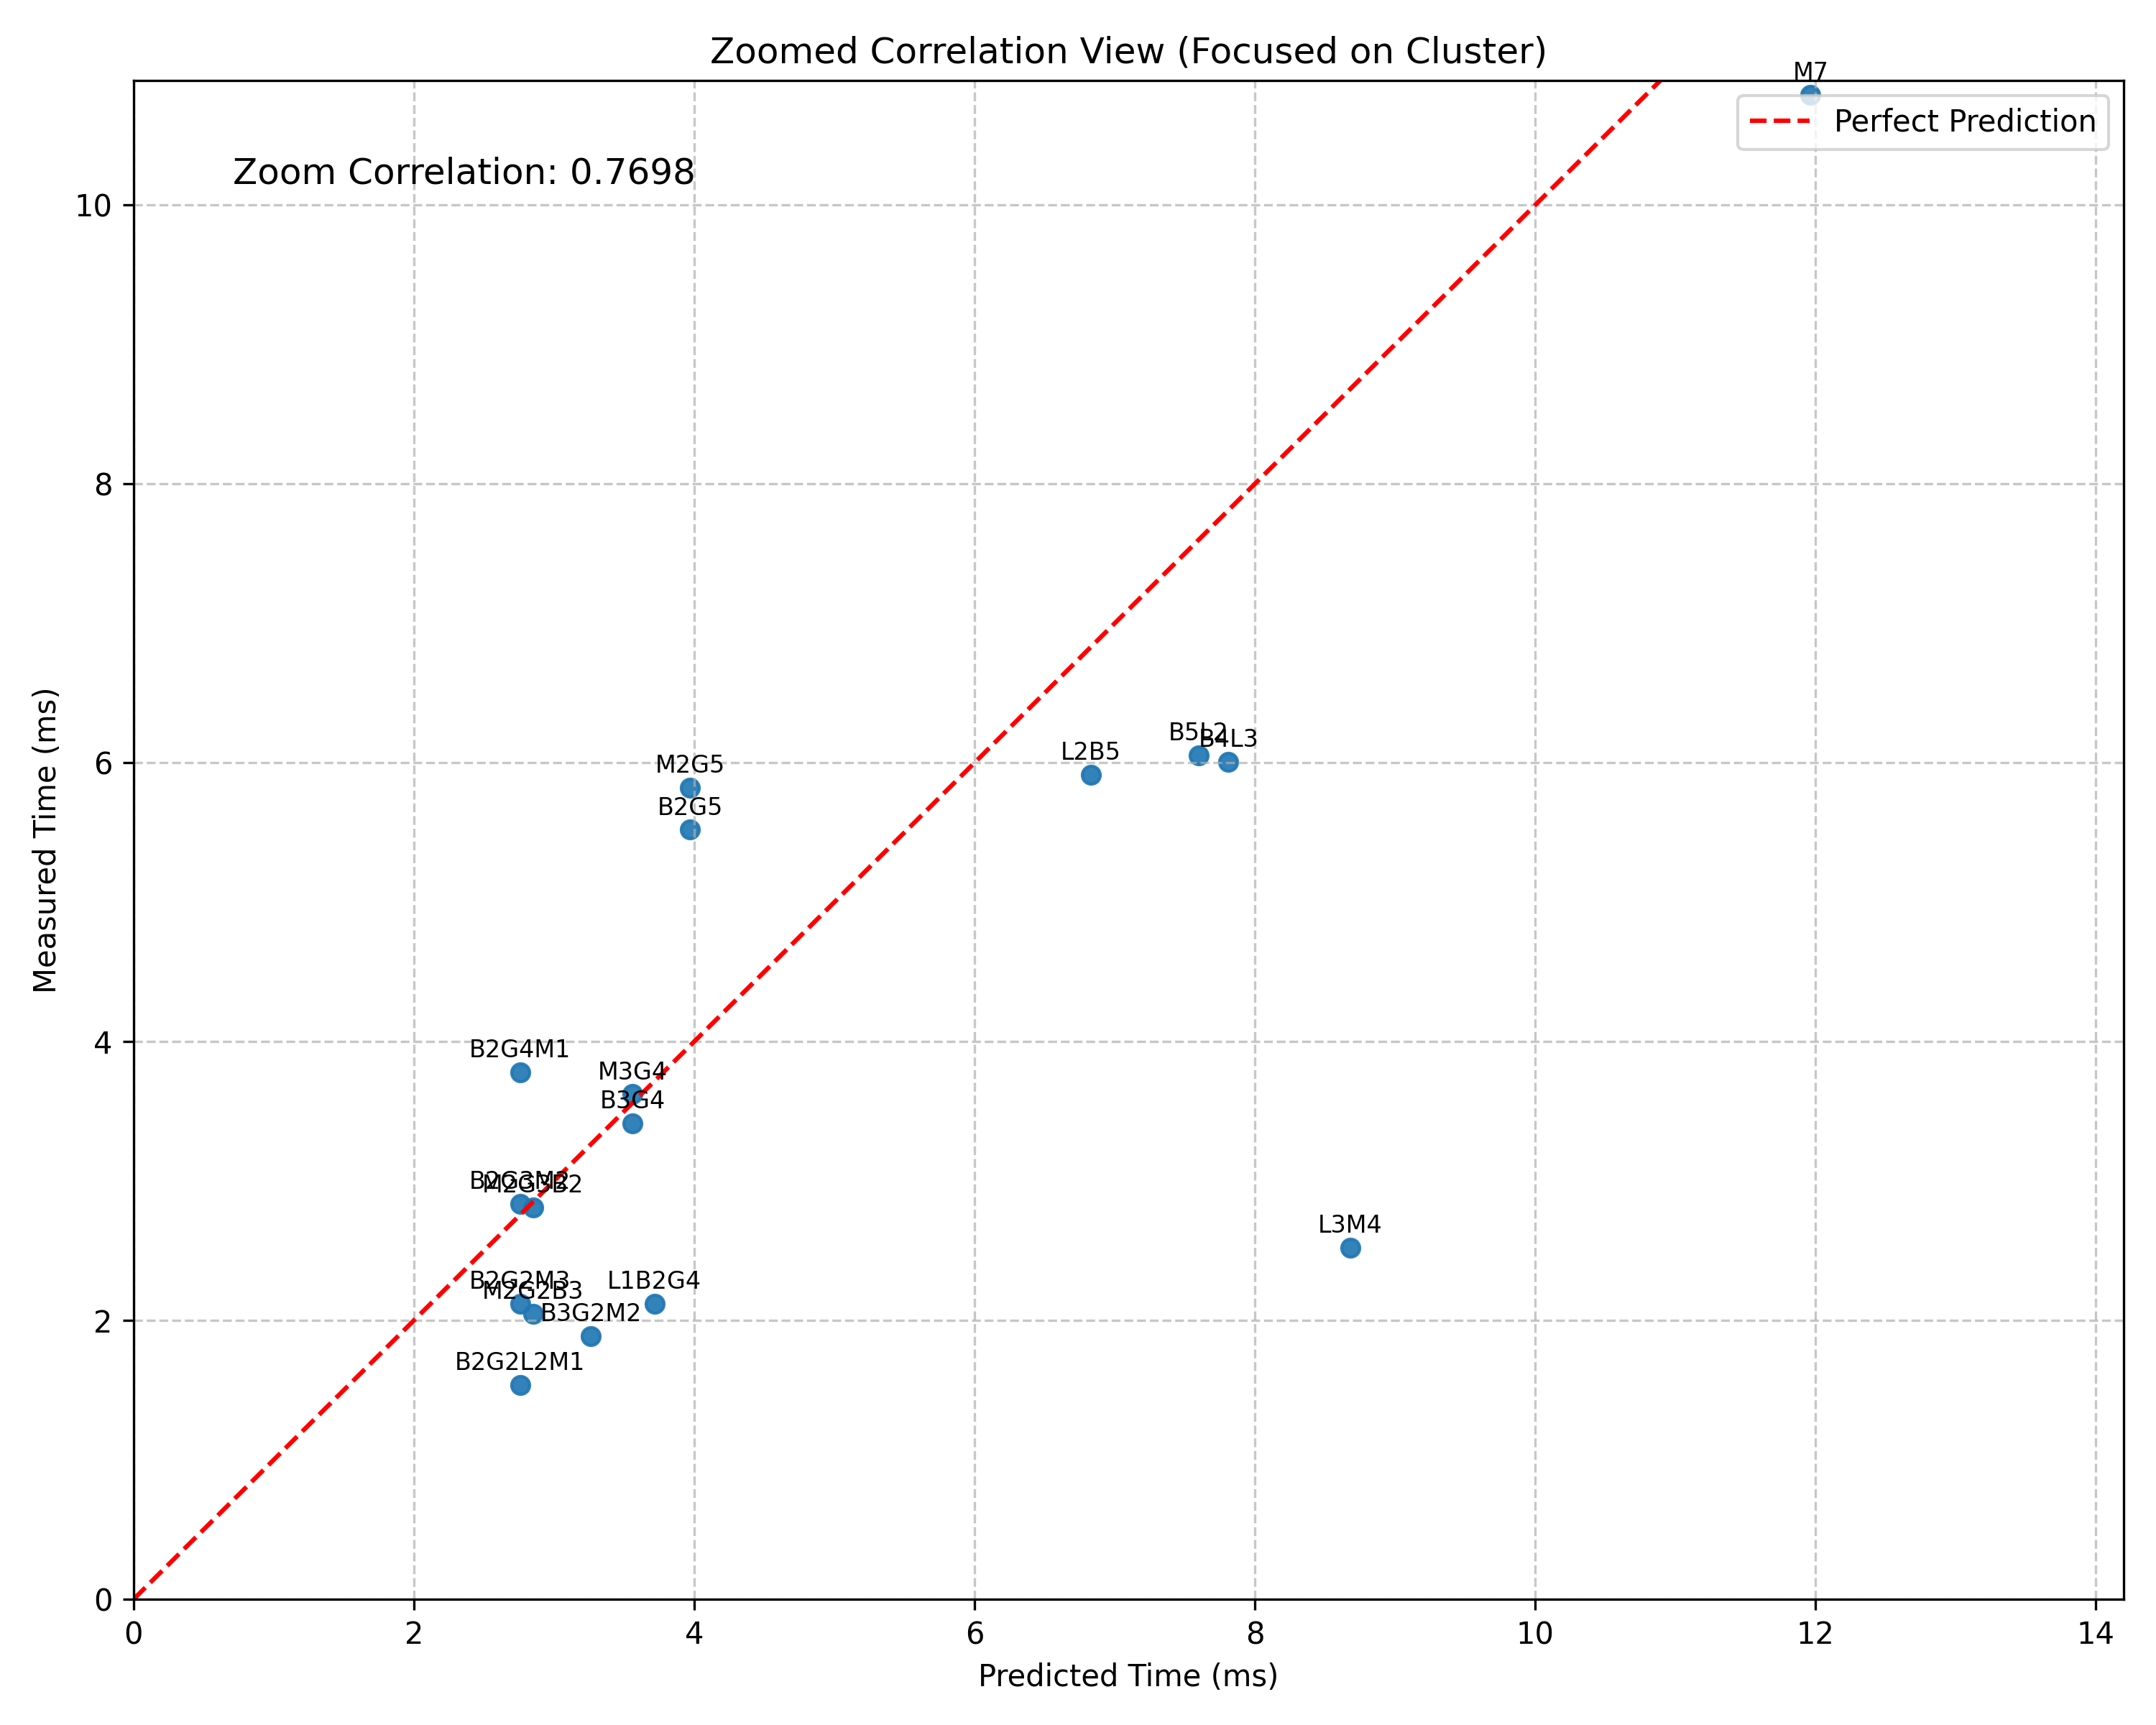 Zoomed Correlation View (Focused on Cluster)
M7
Perfect Prediction
Zoom Correlation: 0.7698
10
8
6
4
2
0
Measured Time (ms)
B5L2
B4L3
L2B5
M2G5
B2G5
B2G4M1
M3G4
B3G4
B2G3M2
M2G3B2
L3M4
B2G2M3
L1B2G4
M2G2B3
B3G2M2
B2G2L2M1
0 2 4 6 8 10 12 14
Predicted Time (ms)